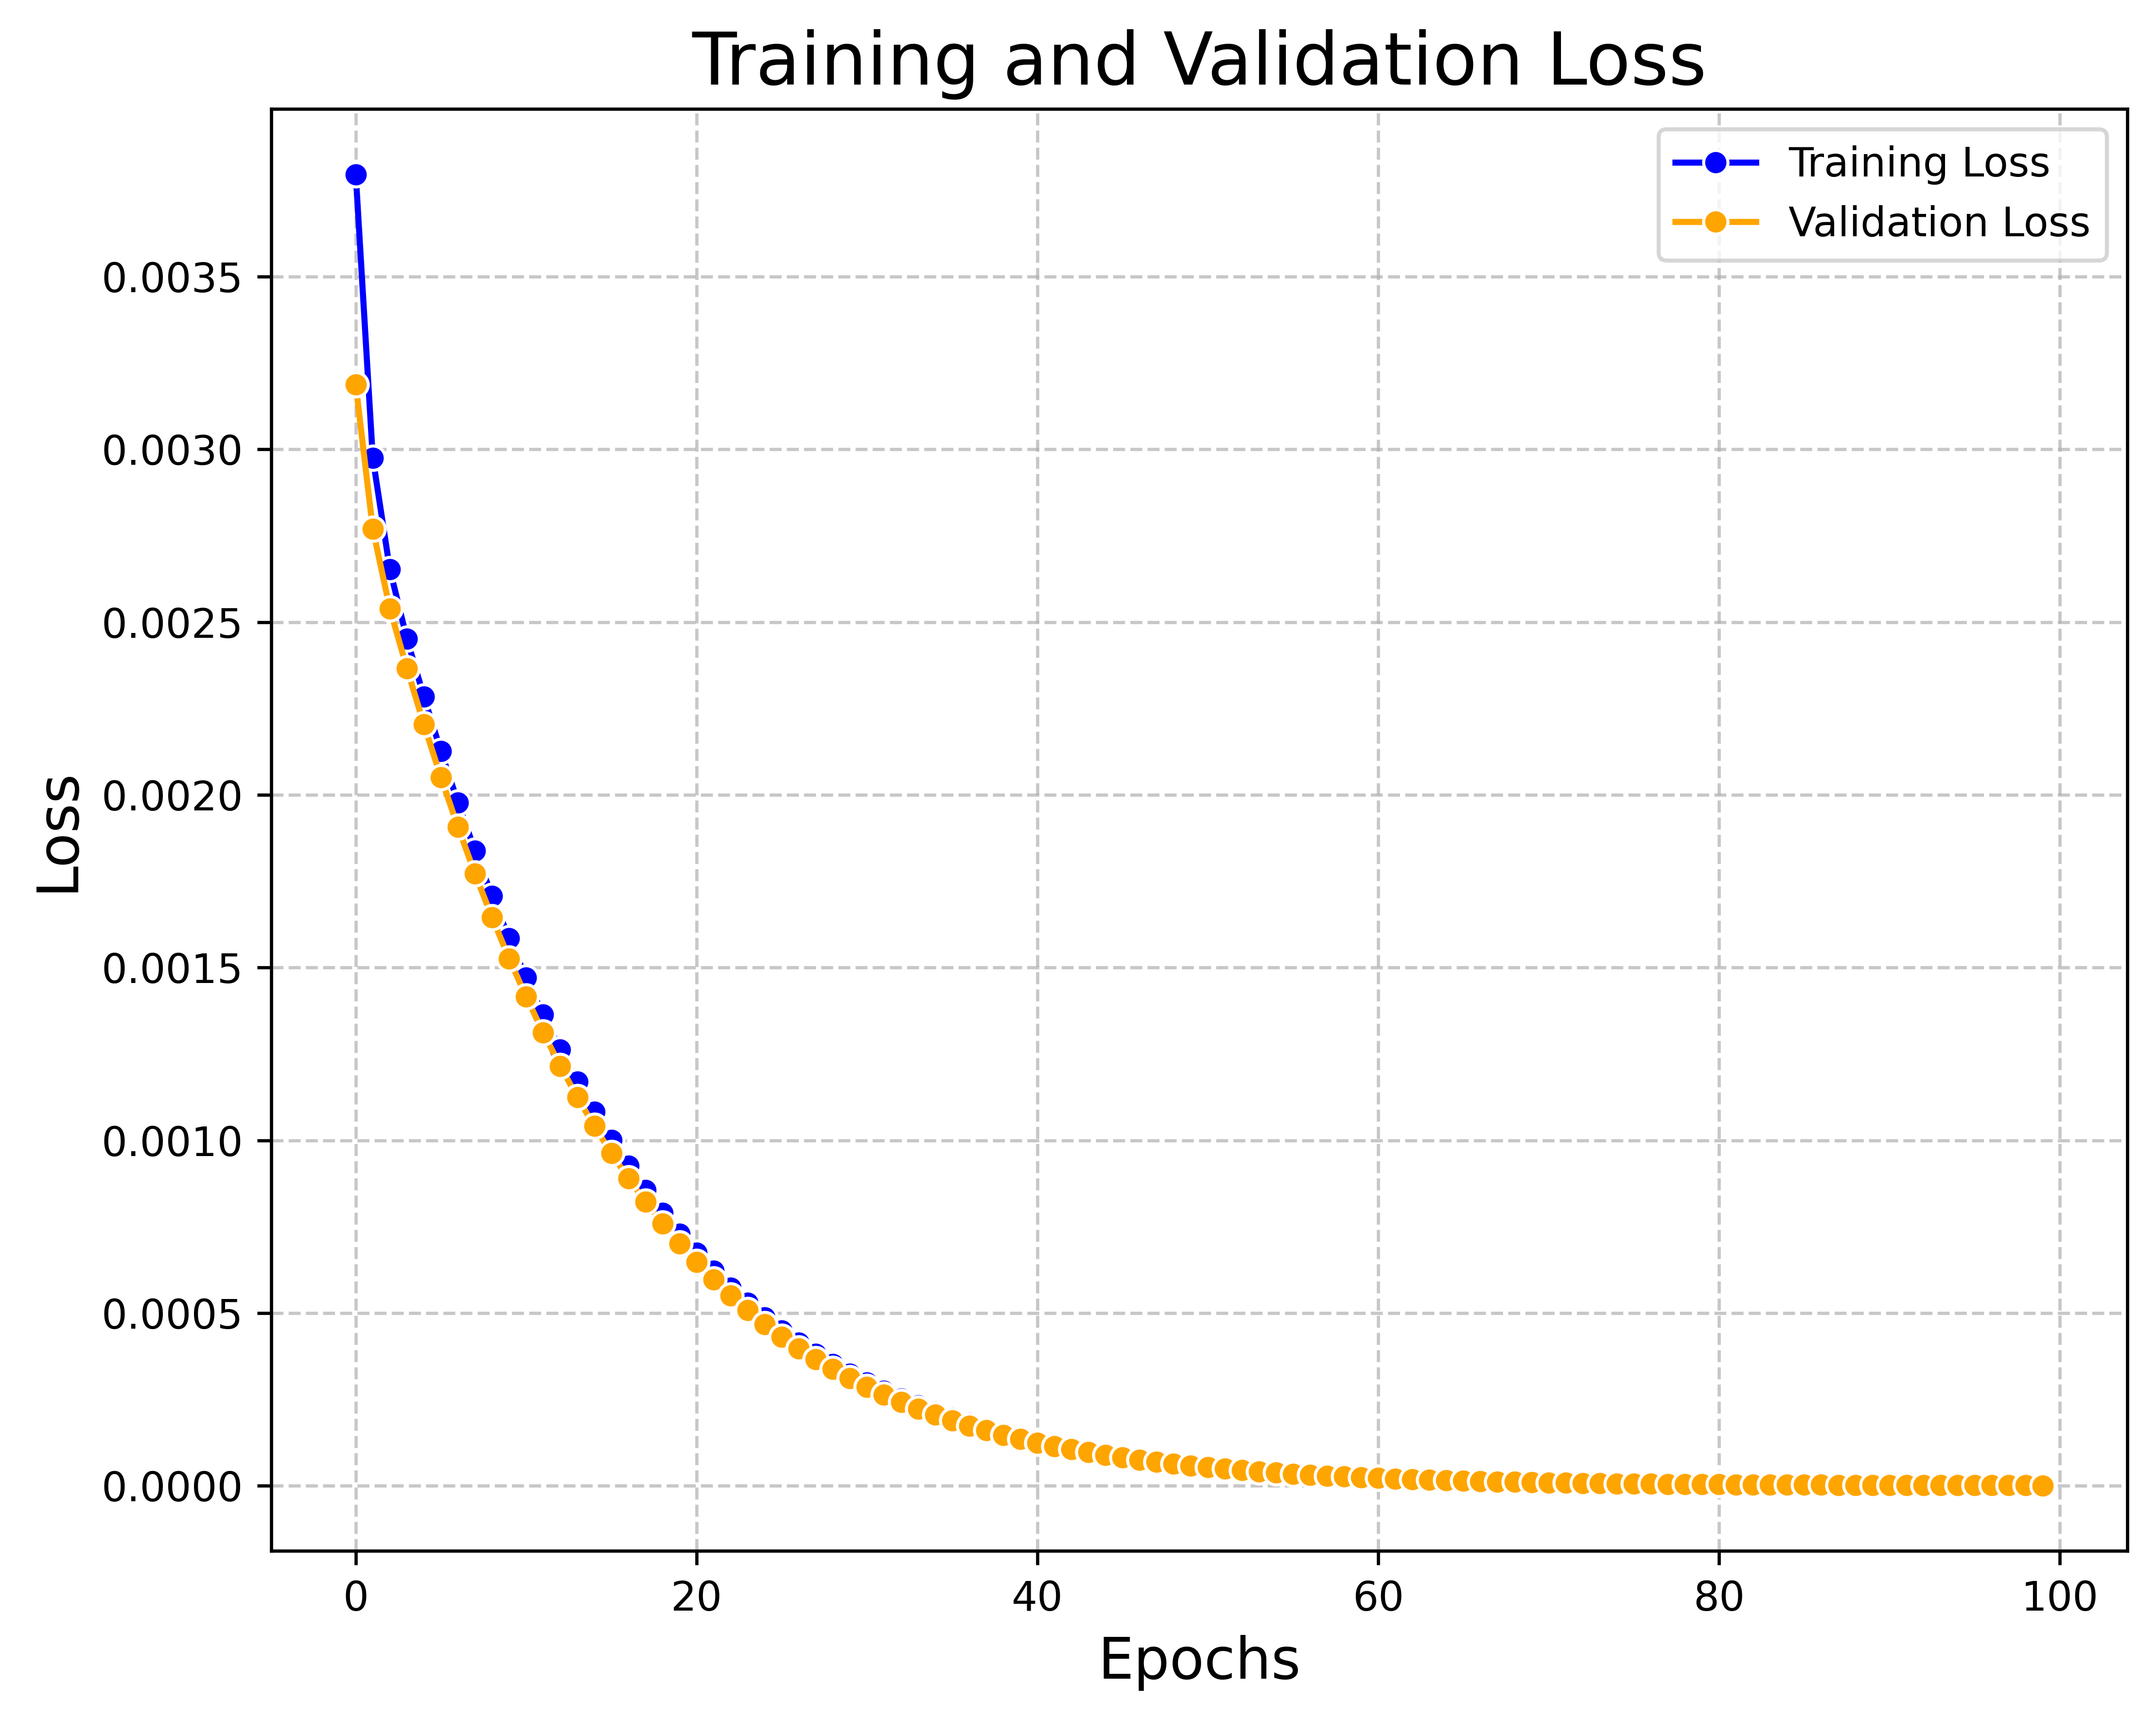 Training and Validation Loss
Training Loss
Validation Loss
0.0035
0.0030
0.0025
0.0020
0.0015
0.0010
0.0005
0.0000
Loss
0 20 40 60 80 100
Epochs